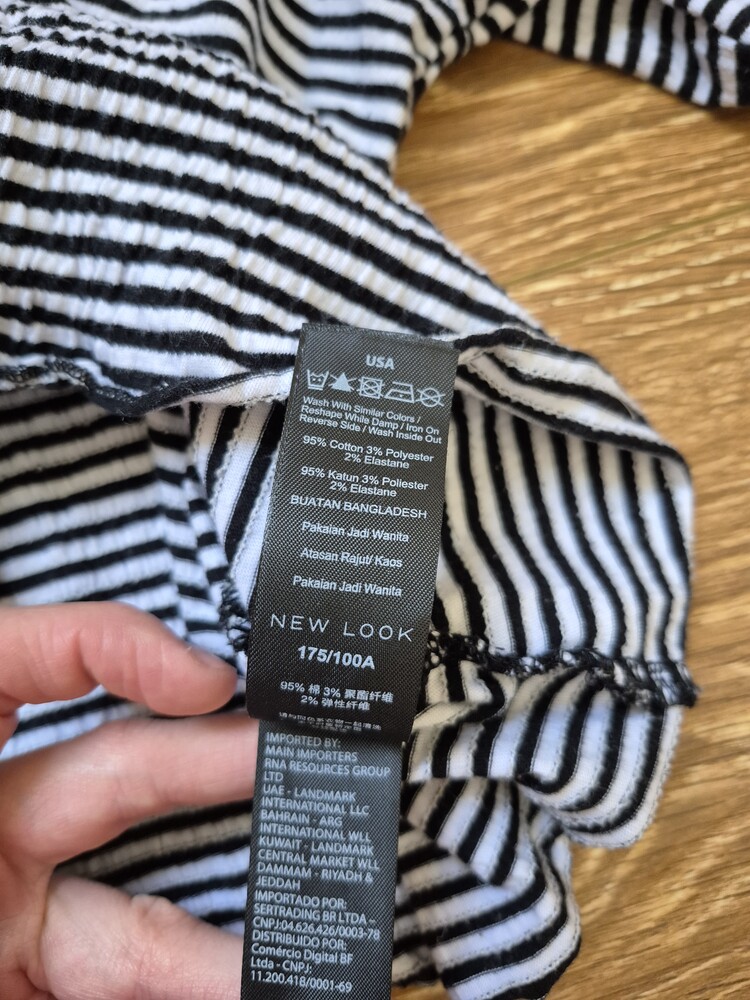 USA
Wash With Similar Colors /
Reshape While Damp / Iron On
Reverse Side / Wash Inside Out
95% Cotton 3% Polyester
2% Elastane
95% Katun 3% Poliester
2% Elastane
BUATAN BANGLADESH
Pakaian Jadi Wanita
Atasan Rajut/ Kaos
Pakaian Jadi Wanita
NEW LOOK
175/100A
95% 棉 3% 聚酯纤维
2% 弹性纤维
IMPORTED BY:
MAIN IMPORTERS
RNA RESOURCES GROUP
LTD
UAE - LANDMARK
INTERNATIONAL LLC
BAHRAIN - ARG
INTERNATIONAL WLL
KUWAIT - LANDMARK
CENTRAL MARKET WLL
DAMMAM - RIYADH &
JEDDAH
IMPORTADO POR:
SERTRADING BR LTDA –
CNPJ:04.626.426/0003-78
DISTRIBUIDO POR:
Comércio Digital BF
Ltda - CNPJ:
11.200.418/0001-69